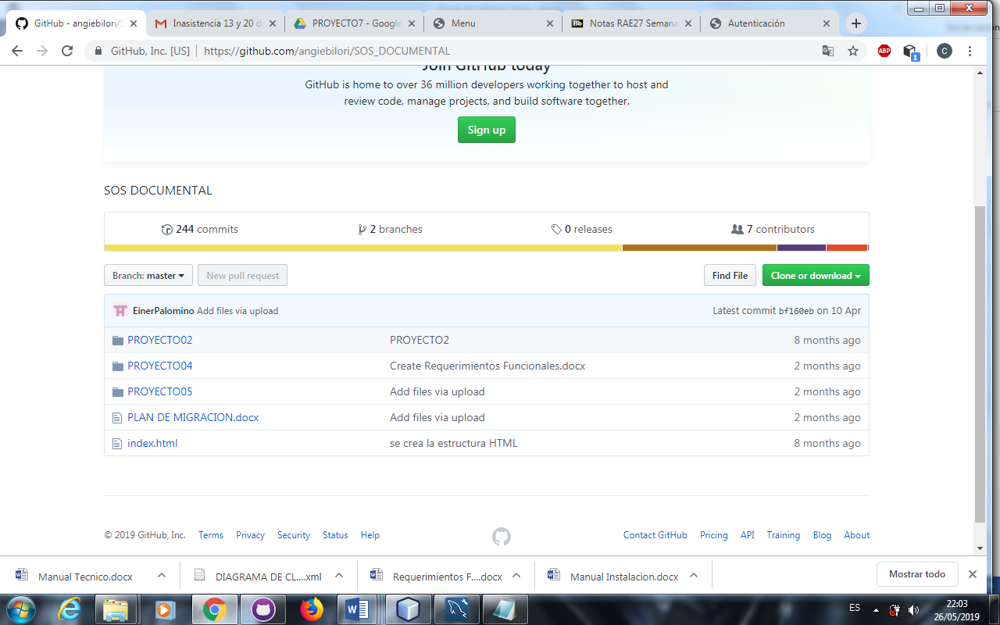 GitHub - angiebilori/S
Inasistencia 13 y 20 d
PROYECTO7 - Google
Menu
Notas RAE27 Semana
Autenticación
GitHub, Inc. [US] | https://github.com/angiebilori/SOS_DOCUMENTAL
ABP
1
C
Join GitHub today
GitHub is home to over 36 million developers working together to host and
review code, manage projects, and build software together.
Sign up
SOS DOCUMENTAL
244 commits
2 branches
0 releases
7 contributors
Branch: master
New pull request
Find File
Clone or download
EinerPalomino Add files via upload
Latest commit bf160eb on 10 Apr
PROYECTO02 PROYECTO2 8 months ago
PROYECTO04 Create Requerimientos Funcionales.docx 2 months ago
PROYECTO05 Add files via upload 2 months ago
PLAN DE MIGRACION.docx Add files via upload 2 months ago
index.html se crea la estructura HTML 8 months ago
© 2019 GitHub, Inc. Terms Privacy Security Status Help
Contact GitHub Pricing API Training Blog About
Manual Tecnico.docx
DIAGRAMA DE CL....xml
Requerimientos F....docx
Manual Instalacion.docx
Mostrar todo
ES
22:03
26/05/2019